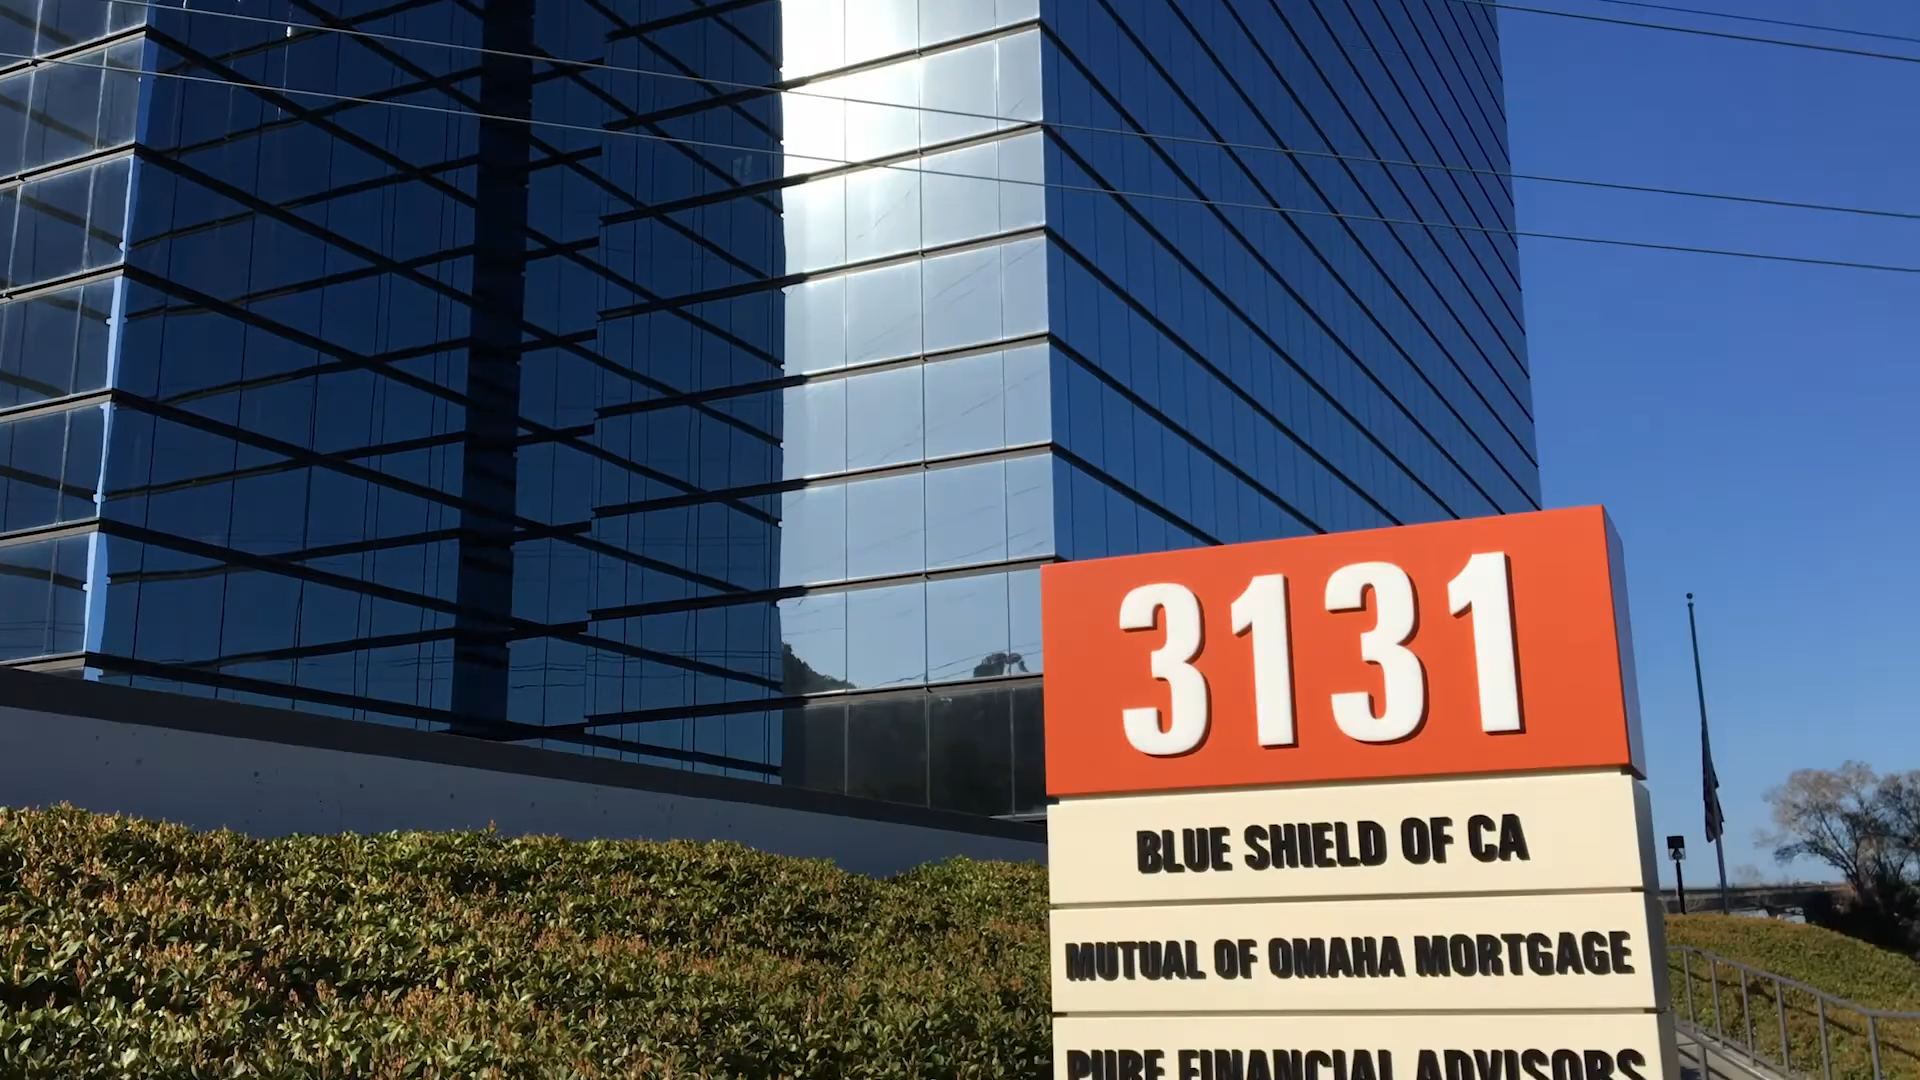 3131
BLUE SHIELD OF CA
MUTUAL OF OMAHA MORTGAGE
PURE FINANCIAL ADVISORS